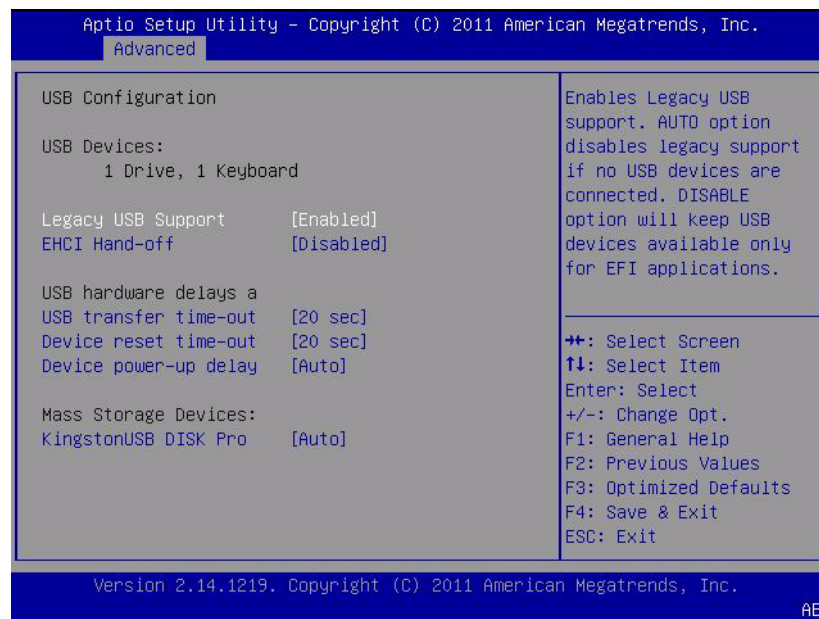 Aptio Setup Utility – Copyright (C) 2011 American Megatrends, Inc.
Advanced
USB Configuration
USB Devices:
1 Drive, 1 Keyboard
Legacy USB Support [Enabled]
EHCI Hand-off [Disabled]
USB hardware delays a
USB transfer time-out [20 sec]
Device reset time-out [20 sec]
Device power-up delay [Auto]
Mass Storage Devices:
KingstonUSB DISK Pro [Auto]
Enables Legacy USB
support. AUTO option
disables legacy support
if no USB devices are
connected. DISABLE
option will keep USB
devices available only
for EFI applications.
→←: Select Screen
↑↓: Select Item
Enter: Select
+/-: Change Opt.
F1: General Help
F2: Previous Values
F3: Optimized Defaults
F4: Save & Exit
ESC: Exit
Version 2.14.1219. Copyright (C) 2011 American Megatrends, Inc.
AB